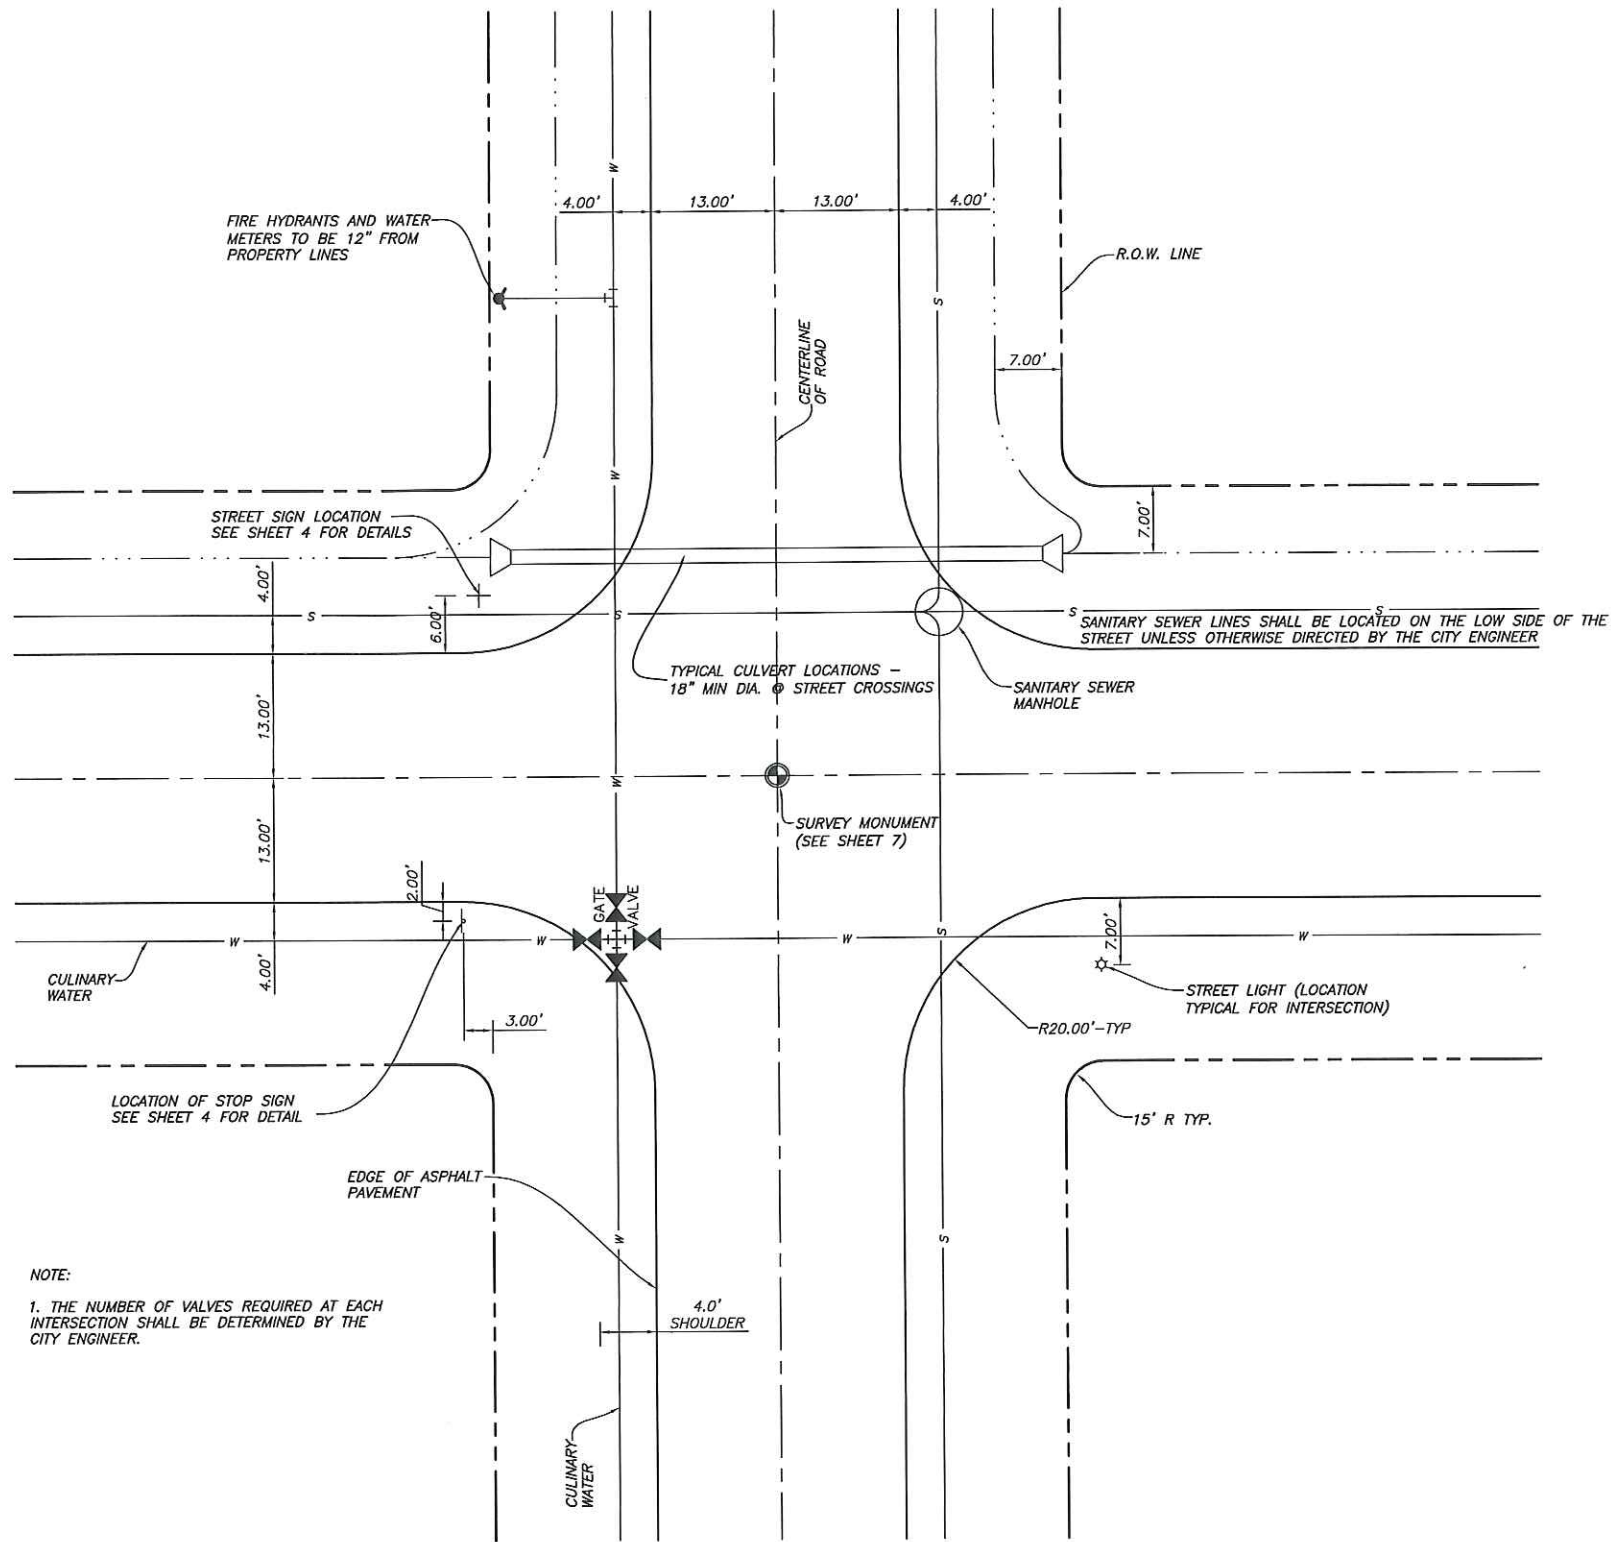 W
4.00'
13.00'
13.00'
4.00'
FIRE HYDRANTS AND WATER
METERS TO BE 12" FROM
PROPERTY LINES
R.O.W. LINE
S
CENTERLINE
OF ROAD
7.00'
W
STREET SIGN LOCATION
SEE SHEET 4 FOR DETAILS
7.00'
4.00'
6.00'
S
S
S
S
SANITARY SEWER LINES SHALL BE LOCATED ON THE LOW SIDE OF THE
STREET UNLESS OTHERWISE DIRECTED BY THE CITY ENGINEER
TYPICAL CULVERT LOCATIONS –
18" MIN DIA. @ STREET CROSSINGS
SANITARY SEWER
MANHOLE
13.00'
W
SURVEY MONUMENT
(SEE SHEET 7)
13.00'
2.00'
GATE
VALVE
W
W
W
S
W
7.00'
4.00'
CULINARY
WATER
STREET LIGHT (LOCATION
TYPICAL FOR INTERSECTION)
3.00'
R20.00'-TYP
LOCATION OF STOP SIGN
SEE SHEET 4 FOR DETAIL
15' R TYP.
EDGE OF ASPHALT
PAVEMENT
W
S
NOTE:
1. THE NUMBER OF VALVES REQUIRED AT EACH
INTERSECTION SHALL BE DETERMINED BY THE
CITY ENGINEER.
4.0'
SHOULDER
CULINARY
WATER